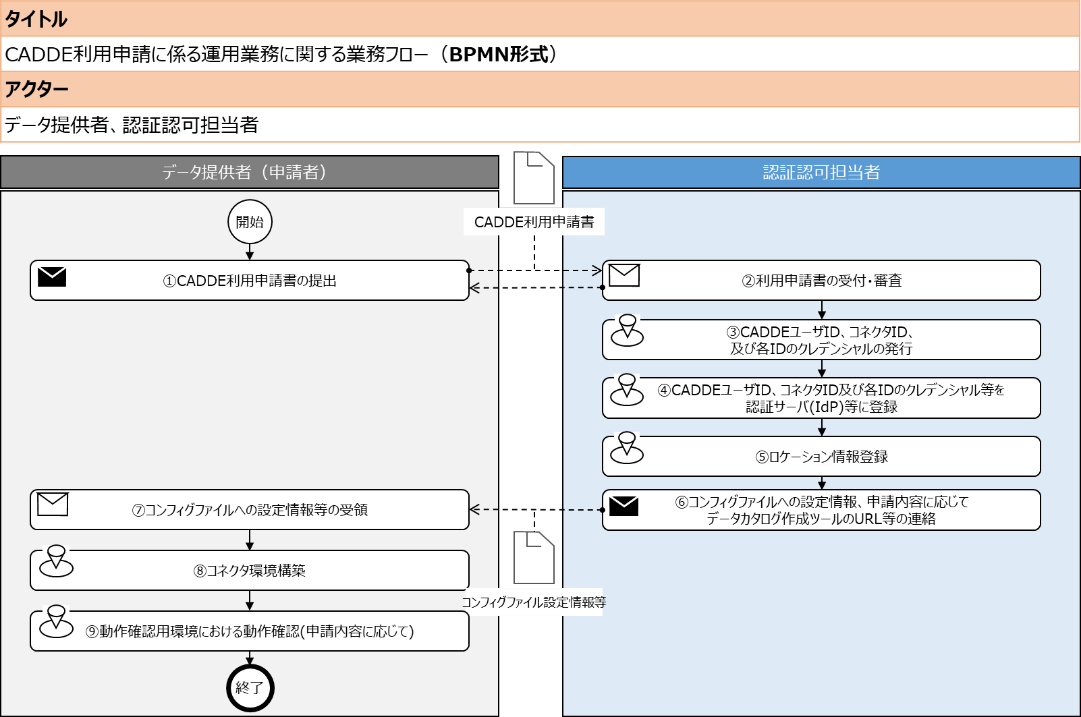 タイトル
CADDE利用申請に係る運用業務に関する業務フロー（BPMN形式）
アクター
データ提供者、認証認可担当者
データ提供者（申請者）
認証認可担当者
開始
CADDE利用申請書
①CADDE利用申請書の提出
②利用申請書の受付・審査
③CADDEユーザID、コネクタID、
及び各IDのクレデンシャルの発行
④CADDEユーザID、コネクタID及び各IDのクレデンシャル等を
認証サーバ(IdP)等に登録
⑤ロケーション情報登録
⑥コンフィグファイルへの設定情報、申請内容に応じて
データカタログ作成ツールのURL等の連絡
⑦コンフィグファイルへの設定情報等の受領
コンフィグファイル設定情報等
⑧コネクタ環境構築
⑨動作確認用環境における動作確認(申請内容に応じて)
終了